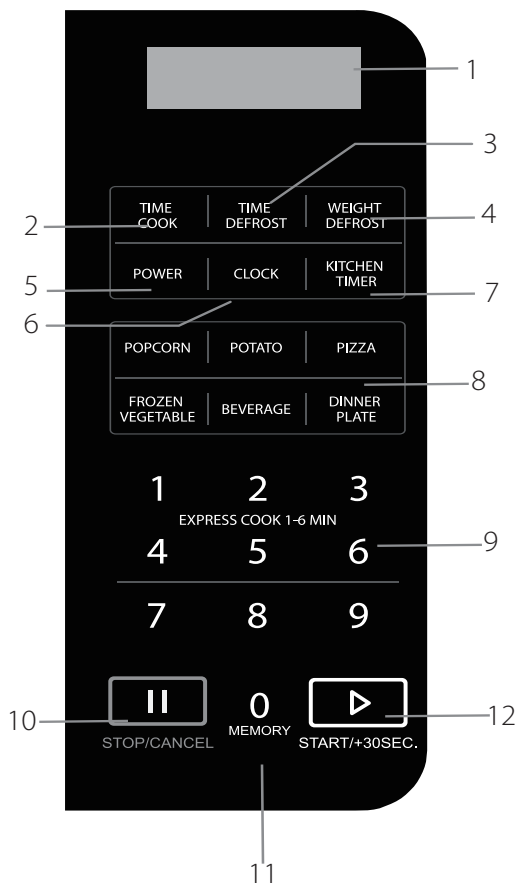 1
3
TIME TIME WEIGHT
COOK DEFROST DEFROST
2 4
POWER CLOCK KITCHEN
TIMER
5 7
6
POPCORN POTATO PIZZA
8
FROZEN BEVERAGE DINNER
VEGETABLE PLATE
1 2 3
EXPRESS COOK 1-6 MIN
4 5 6 9
7 8 9
0
10 12
MEMORY
STOP/CANCEL START/+30SEC.
11